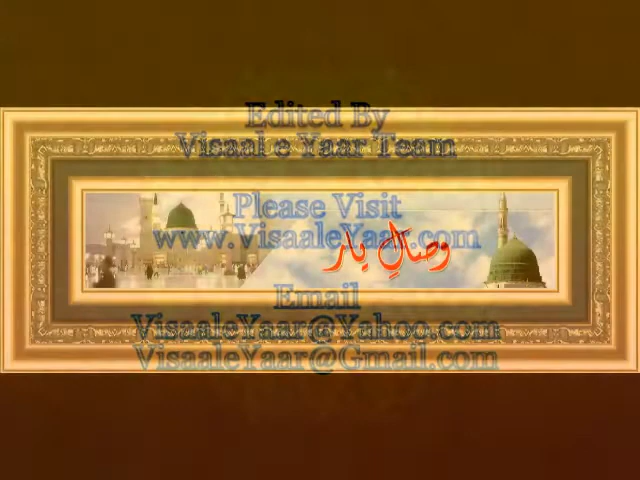 Edited By
Visaal e Yaar Team
Please Visit
www.VisaaleYaar.com
وصالِ یار
Email
VisaaleYaar@Yahoo.com
VisaaleYaar@Gmail.com